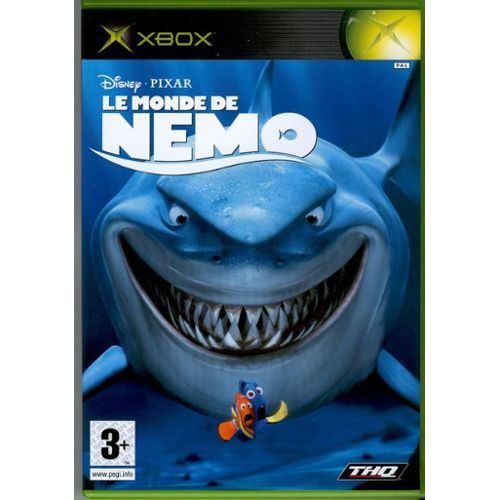 XBOX
PAL
Disney · PIXAR
LE MONDE DE
NEMO
3+
www.pegi.info
THQ